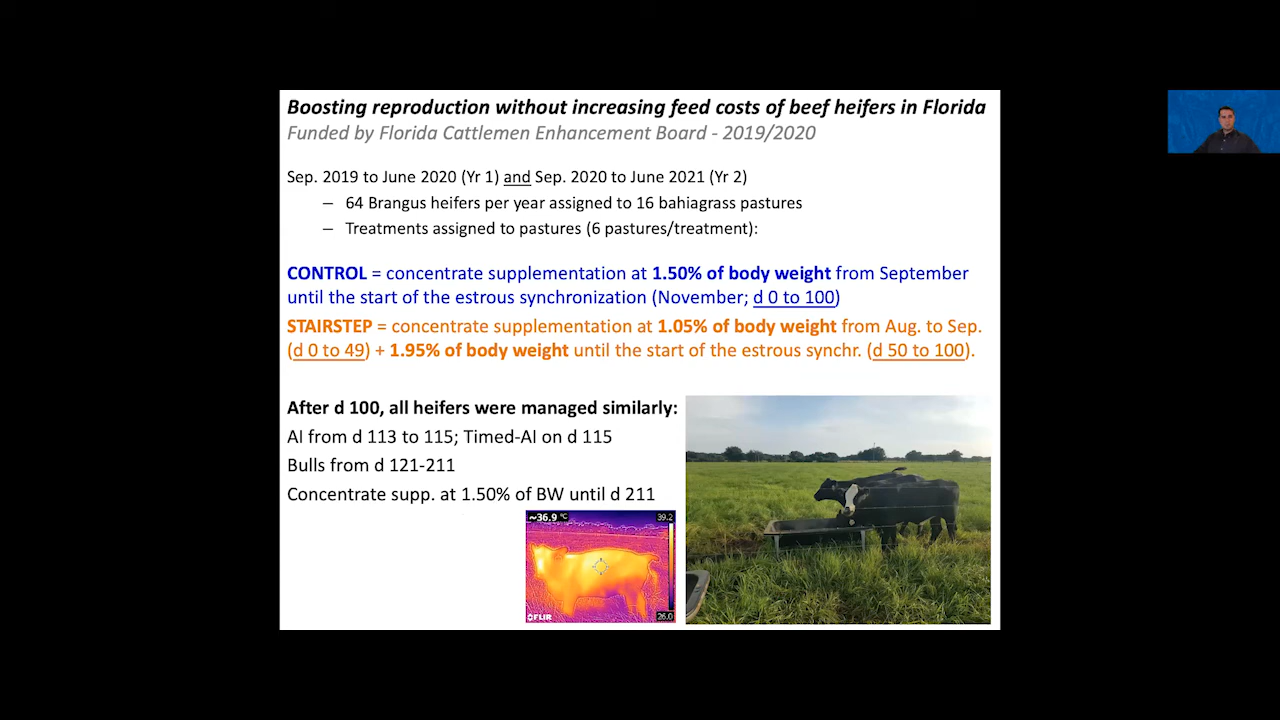 Boosting reproduction without increasing feed costs of beef heifers in Florida
Funded by Florida Cattlemen Enhancement Board - 2019/2020
Sep. 2019 to June 2020 (Yr 1) and Sep. 2020 to June 2021 (Yr 2)
– 64 Brangus heifers per year assigned to 16 bahiagrass pastures
– Treatments assigned to pastures (6 pastures/treatment):
CONTROL = concentrate supplementation at 1.50% of body weight from September
until the start of the estrous synchronization (November; d 0 to 100)
STAIRSTEP = concentrate supplementation at 1.05% of body weight from Aug. to Sep.
(d 0 to 49) + 1.95% of body weight until the start of the estrous synchr. (d 50 to 100).
After d 100, all heifers were managed similarly:
AI from d 113 to 115; Timed-AI on d 115
Bulls from d 121-211
Concentrate supp. at 1.50% of BW until d 211
~36.9 °C
39.2
26.0
FLIR